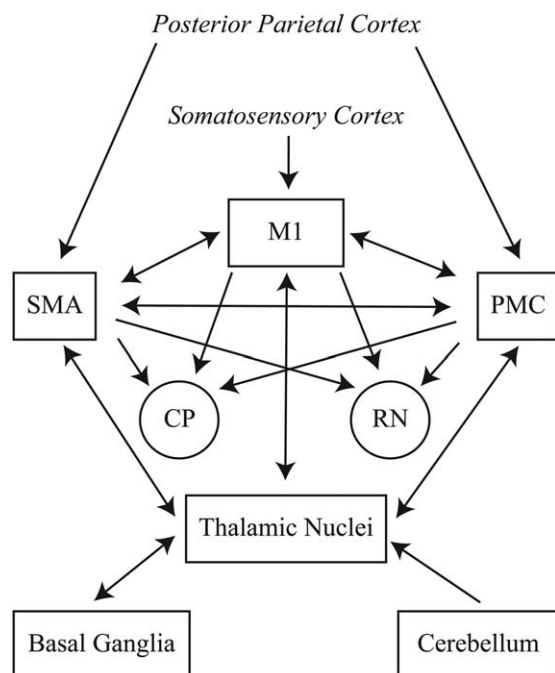 Posterior Parietal Cortex
Somatosensory Cortex
M1
SMA
PMC
CP
RN
Thalamic Nuclei
Basal Ganglia
Cerebellum